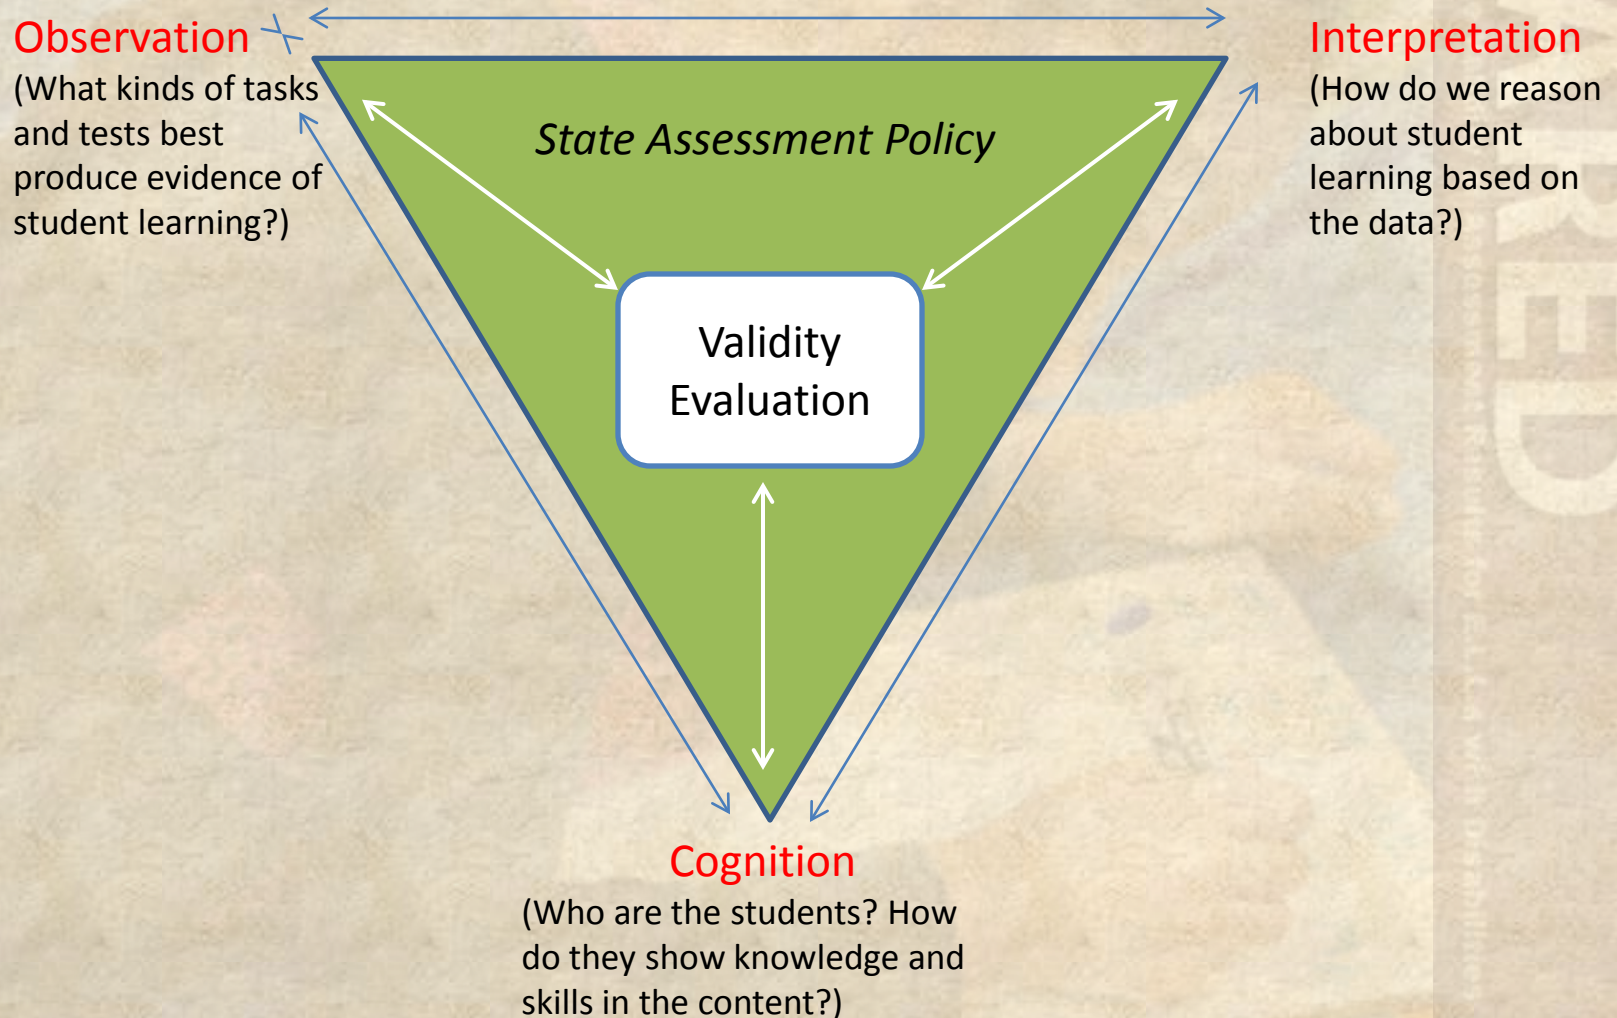 Observation
(What kinds of tasks
and tests best
produce evidence of
student learning?)
Interpretation
(How do we reason
about student
learning based on
the data?)
State Assessment Policy
Validity
Evaluation
Cognition
(Who are the students? How
do they show knowledge and
skills in the content?)